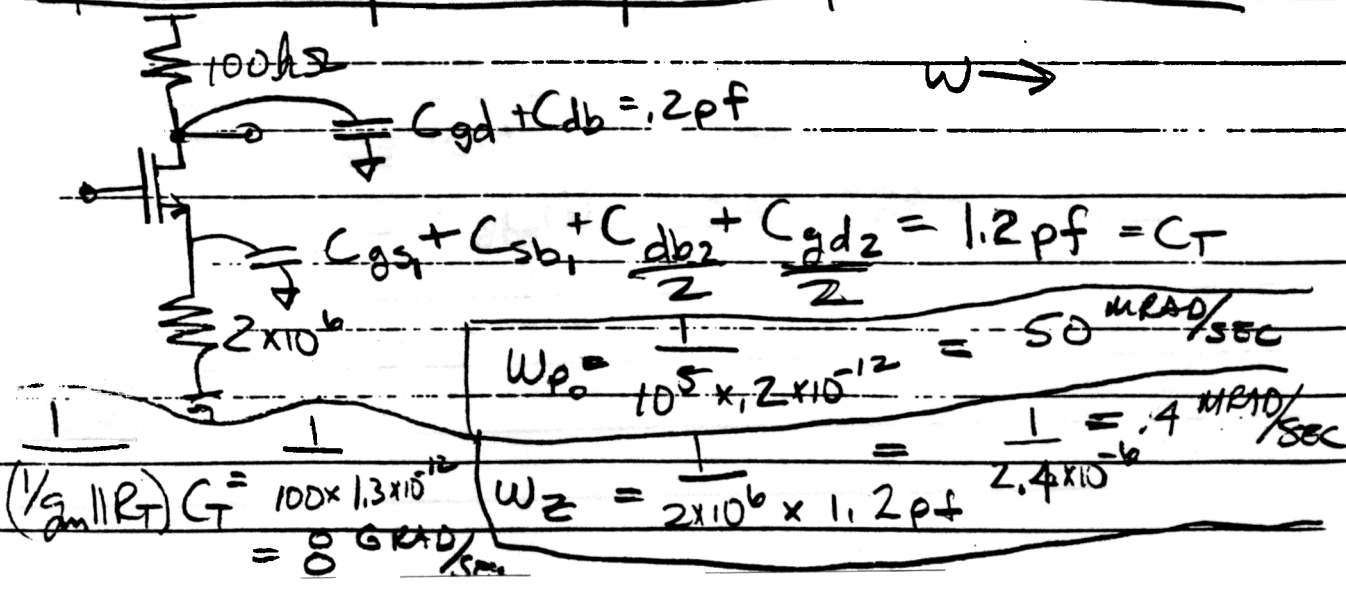 100kΩ
W →
Cgd + Cdb = .2pf
Cgs1 + Csb1 + Cdb2/2 + Cgd2/2 = 1.2pf = CT
2×10^6
Wpo = 1/(10^5 × .2×10^-12) = 50 MRAD/SEC
Wz = 1/(2×10^6 × 1.2pf) = 1/(2.4×10^-6) = .4 MRAD/SEC
1/((1/gm||RT) CT) = 1/(100× 1.3×10^-12)
= 8 GRAD/SEC